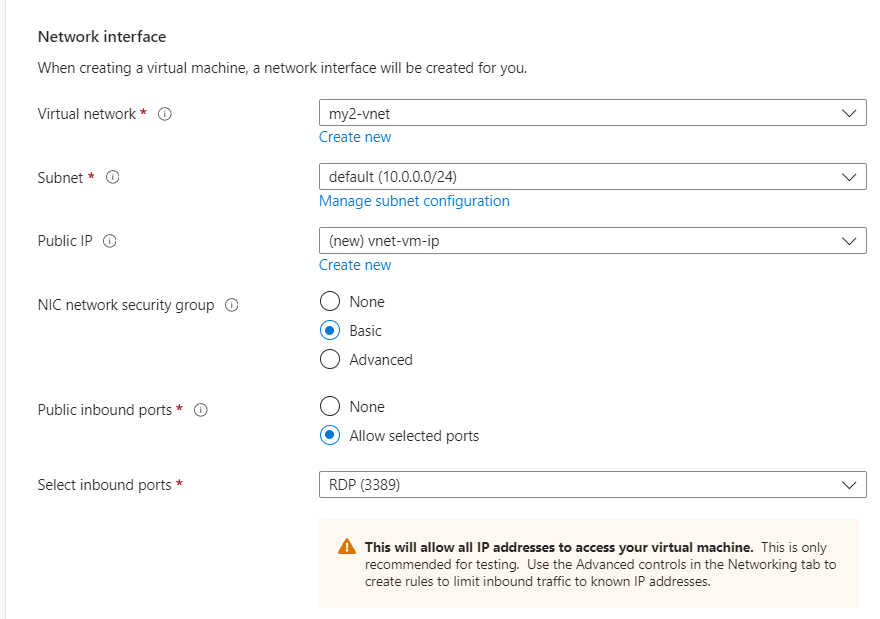 Network interface
When creating a virtual machine, a network interface will be created for you.
Virtual network *
my2-vnet
Create new
Subnet *
default (10.0.0.0/24)
Manage subnet configuration
Public IP
(new) vnet-vm-ip
Create new
NIC network security group
None
Basic
Advanced
Public inbound ports *
None
Allow selected ports
Select inbound ports *
RDP (3389)
This will allow all IP addresses to access your virtual machine. This is only
recommended for testing. Use the Advanced controls in the Networking tab to
create rules to limit inbound traffic to known IP addresses.